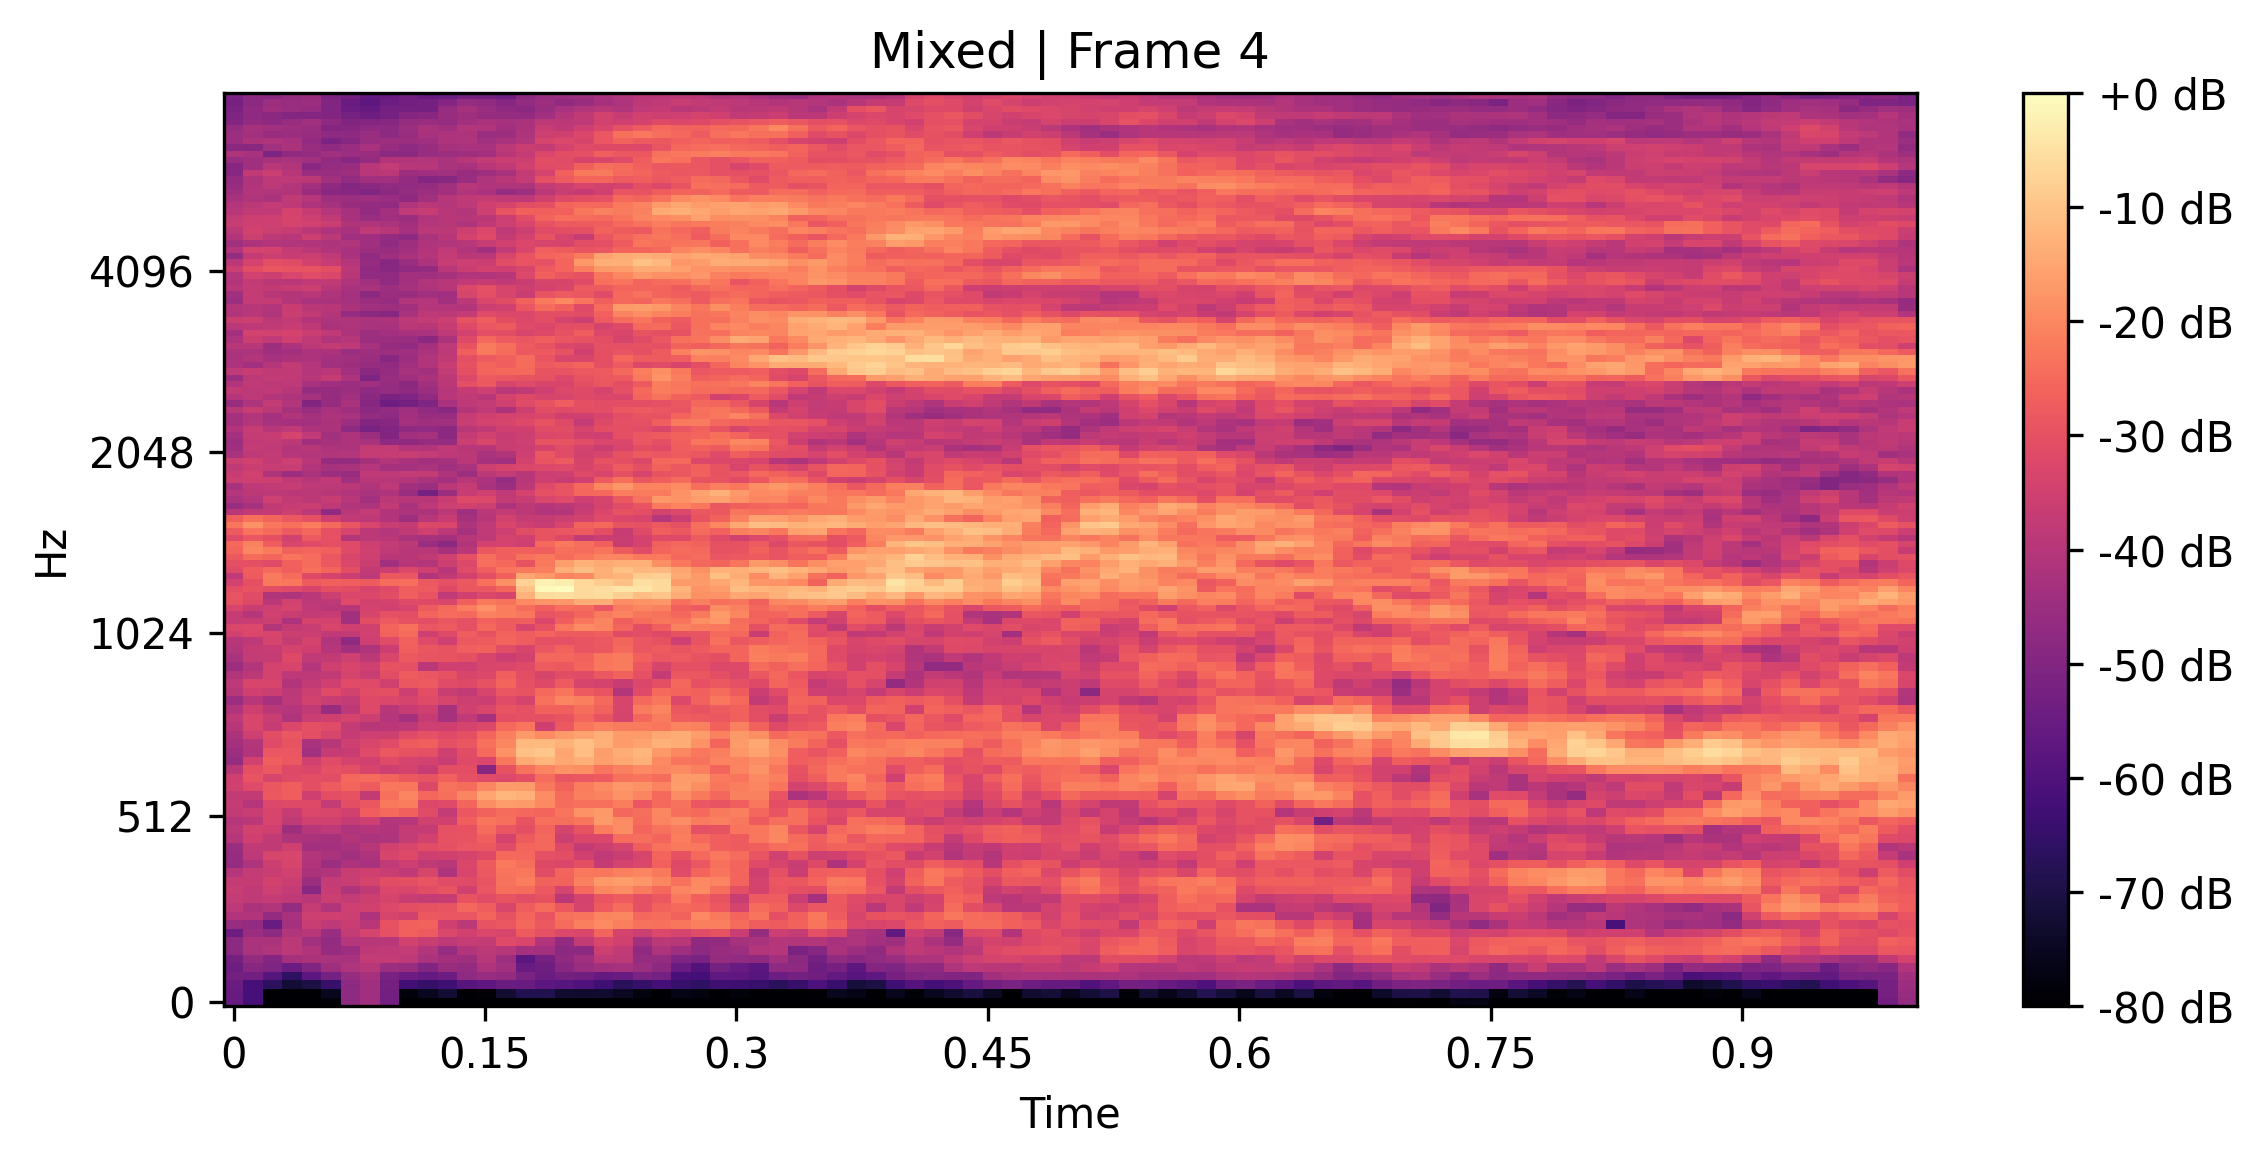 Mixed | Frame 4
+0 dB
-10 dB
-20 dB
-30 dB
-40 dB
-50 dB
-60 dB
-70 dB
-80 dB
Hz
4096
2048
1024
512
0
0 0.15 0.3 0.45 0.6 0.75 0.9
Time